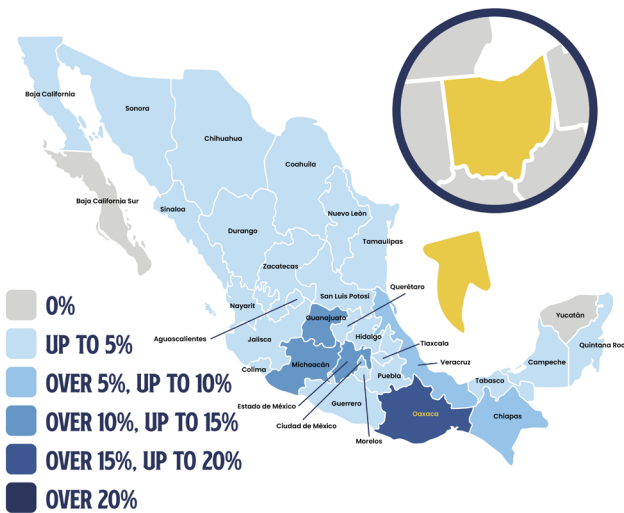 Baja California
Sonora
Chihuahua
Coahuila
Baja California Sur
Sinaloa
Nuevo León
Durango
Tamaulipas
Zacatecas
Querétaro
San Luis Potosí
Nayarit
Guanajuato
Yucatán
Aguascalientes
Jalisco
Hidalgo
Tlaxcala
Quintana Roo
Michoacán
Veracruz
Campeche
Colima
Puebla
Tabasco
Estado de México
Guerrero
Oaxaca
Chiapas
Ciudad de México
Morelos
0%
UP TO 5%
OVER 5%, UP TO 10%
OVER 10%, UP TO 15%
OVER 15%, UP TO 20%
OVER 20%